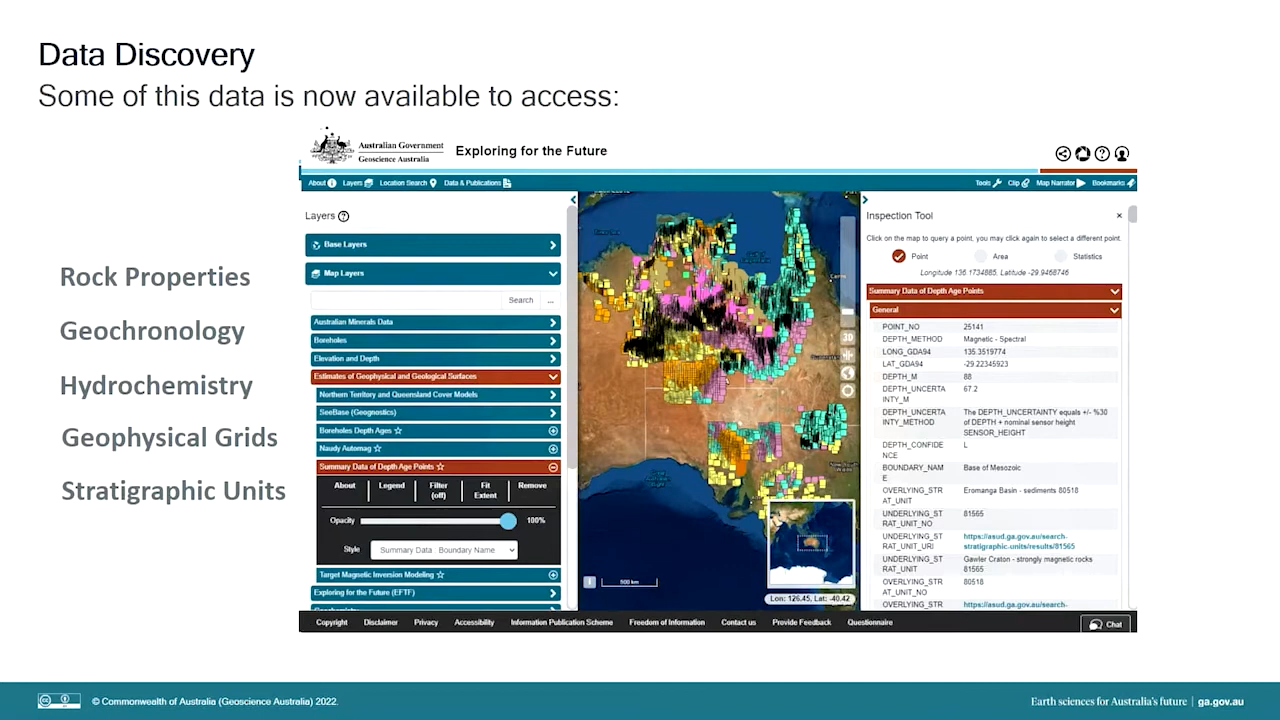 Data Discovery
Some of this data is now available to access:
Rock Properties
Geochronology
Hydrochemistry
Geophysical Grids
Stratigraphic Units
Australian Government
Geoscience Australia
Exploring for the Future
About Layers Location Search Data & Publications
Tools Clip Map Narrator Bookmarks
Layers
Base Layers
Map Layers
Search ...
Australian Minerals Data
Boreholes
Elevation and Depth
Estimates of Geophysical and Geological Surfaces
Northern Territory and Queensland Cover Models
SeeBase (Geognostics)
Boreholes Depth Ages
Naudy Automag
Summary Data of Depth Age Points
About Legend Filter (off) Fit Extent Remove
Opacity 100%
Style Summary Data Boundary Name
Target Magnetic Inversion Modeling
Exploring for the Future (EFTF)
3D
500 km
Lon: 126.45, Lat: -40.42
Inspection Tool ×
Click on the map to query a point, you may click again to select a different point.
Point Area Statistics
Longitude 136.1734885, Latitude -29.9468746
Summary Data of Depth Age Points
General
POINT_NO 25141
DEPTH_METHOD Magnetic - Spectral
LONG_GDA94 135.3519774
LAT_GDA94 -29.22345923
DEPTH_M 88
DEPTH_UNCERTA 67.2
INTY_M
DEPTH_UNCERTA The DEPTH_UNCERTAINTY equals +/- %30
INTY_METHOD of DEPTH + nominal sensor height
SENSOR_HEIGHT
DEPTH_CONFIDE L
NCE
BOUNDARY_NAM Base of Mesozoic
E
OVERLYING_STR Eromanga Basin - sediments 80518
AT_UNIT
UNDERLYING_ST 81565
RAT_UNIT_NO
UNDERLYING_ST https://asud.ga.gov.au/search-
RAT_UNIT_URI stratigraphic-units/results/81565
UNDERLYING_ST Gawler Craton - strongly magnetic rocks
RAT_UNIT 81565
OVERLYING_STR 80518
AT_UNIT_NO
OVERLYING_STR https://asud.ga.gov.au/search-
Copyright Disclaimer Privacy Accessibility Information Publication Scheme Freedom of Information Contact us Provide Feedback Questionnaire Chat
© Commonwealth of Australia (Geoscience Australia) 2022.
Earth sciences for Australia's future | ga.gov.au